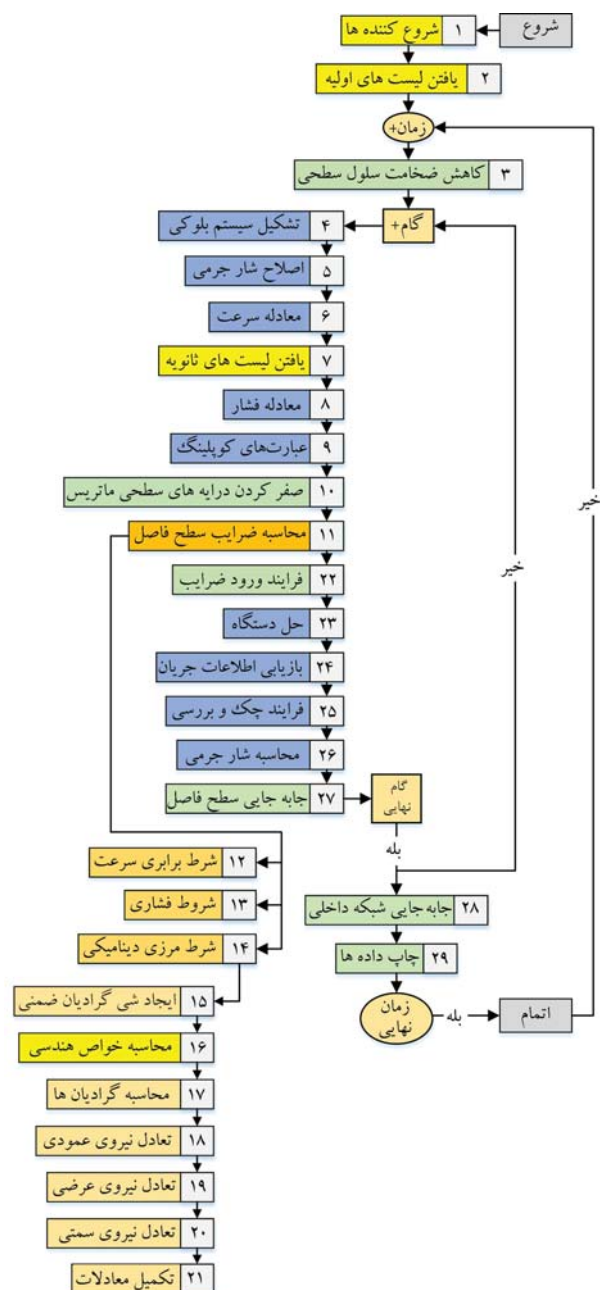 شروع
۱ شروع کننده ها
۲ یافتن لیست های اولیه
زمان+
۳ کاهش ضخامت سلول سطحی
گام+
۴ تشکیل سیستم بلوکی
۵ اصلاح شار جرمی
۶ معادله سرعت
۷ یافتن لیست های ثانویه
۸ معادله فشار
۹ عبارت‌های کوپلینگ
۱۰ صفر کردن درایه های سطحی ماتریس
۱۱ محاسبه ضرایب سطح فاصل
۲۲ فرایند ورود ضرایب
۲۳ حل دستگاه
۲۴ بازیابی اطلاعات جریان
۲۵ فرایند چک و بررسی
۲۶ محاسبه شار جرمی
۲۷ جابه جایی سطح فاصل
گام
نهایی
بله
خیر
خیر
۱۲ شرط برابری سرعت
۱۳ شروط فشاری
۱۴ شرط مرزی دینامیکی
۱۵ ایجاد شی گرادیان ضمنی
۱۶ محاسبه خواص هندسی
۱۷ محاسبه گرادیان ها
۱۸ تعادل نیروی عمودی
۱۹ تعادل نیروی عرضی
۲۰ تعادل نیروی سمتی
۲۱ تکمیل معادلات
۲۸ جابه جایی شبکه داخلی
۲۹ چاپ داده ها
زمان
نهایی
بله
اتمام